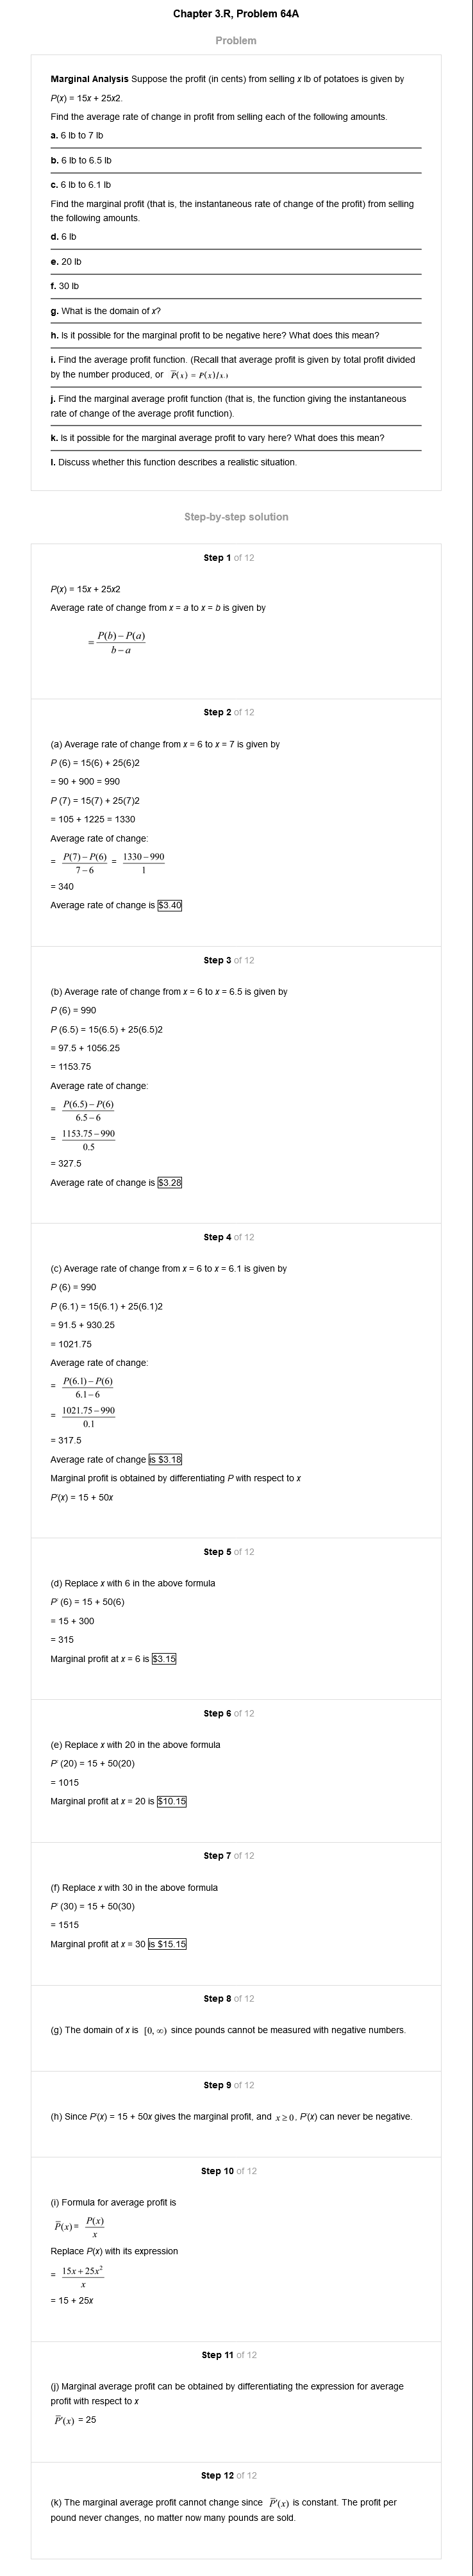 Chapter 3.R, Problem 64A
Problem
Marginal Analysis Suppose the profit (in cents) from selling x lb of potatoes is given by
P(x) = 15x + 25x2.
Find the average rate of change in profit from selling each of the following amounts.
a. 6 lb to 7 lb
b. 6 lb to 6.5 lb
c. 6 lb to 6.1 lb
Find the marginal profit (that is, the instantaneous rate of change of the profit) from selling
the following amounts.
d. 6 lb
e. 20 lb
f. 30 lb
g. What is the domain of x?
h. Is it possible for the marginal profit to be negative here? What does this mean?
i. Find the average profit function. (Recall that average profit is given by total profit divided
by the number produced, or P̅(x) = P(x)/x.)
j. Find the marginal average profit function (that is, the function giving the instantaneous
rate of change of the average profit function).
k. Is it possible for the marginal average profit to vary here? What does this mean?
l. Discuss whether this function describes a realistic situation.
Step-by-step solution
Step 1 of 12
P(x) = 15x + 25x2
Average rate of change from x = a to x = b is given by
= P(b) – P(a) / b – a
Step 2 of 12
(a) Average rate of change from x = 6 to x = 7 is given by
P (6) = 15(6) + 25(6)2
= 90 + 900 = 990
P (7) = 15(7) + 25(7)2
= 105 + 1225 = 1330
Average rate of change:
= P(7) – P(6) / 7 – 6 = 1330 – 990 / 1
= 340
Average rate of change is $3.40
Step 3 of 12
(b) Average rate of change from x = 6 to x = 6.5 is given by
P (6) = 990
P (6.5) = 15(6.5) + 25(6.5)2
= 97.5 + 1056.25
= 1153.75
Average rate of change:
= P(6.5) – P(6) / 6.5 – 6
= 1153.75 – 990 / 0.5
= 327.5
Average rate of change is $3.28
Step 4 of 12
(c) Average rate of change from x = 6 to x = 6.1 is given by
P (6) = 990
P (6.1) = 15(6.1) + 25(6.1)2
= 91.5 + 930.25
= 1021.75
Average rate of change:
= P(6.1) – P(6) / 6.1 – 6
= 1021.75 – 990 / 0.1
= 317.5
Average rate of change is $3.18
Marginal profit is obtained by differentiating P with respect to x
P'(x) = 15 + 50x
Step 5 of 12
(d) Replace x with 6 in the above formula
P' (6) = 15 + 50(6)
= 15 + 300
= 315
Marginal profit at x = 6 is $3.15
Step 6 of 12
(e) Replace x with 20 in the above formula
P' (20) = 15 + 50(20)
= 1015
Marginal profit at x = 20 is $10.15
Step 7 of 12
(f) Replace x with 30 in the above formula
P' (30) = 15 + 50(30)
= 1515
Marginal profit at x = 30 is $15.15
Step 8 of 12
(g) The domain of x is [0, ∞) since pounds cannot be measured with negative numbers.
Step 9 of 12
(h) Since P'(x) = 15 + 50x gives the marginal profit, and x ≥ 0, P'(x) can never be negative.
Step 10 of 12
(i) Formula for average profit is
P̅(x) = P(x) / x
Replace P(x) with its expression
= 15x + 25x² / x
= 15 + 25x
Step 11 of 12
(j) Marginal average profit can be obtained by differentiating the expression for average
profit with respect to x
P̅'(x) = 25
Step 12 of 12
(k) The marginal average profit cannot change since P̅'(x) is constant. The profit per
pound never changes, no matter now many pounds are sold.